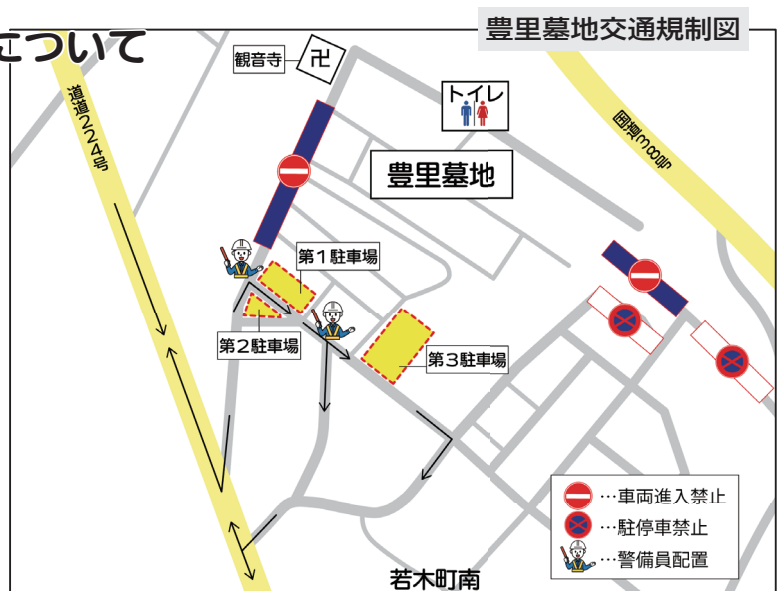 について
豊里墓地交通規制図
観音寺
卍
トイレ
道道224号
国道38号
豊里墓地
第1駐車場
第2駐車場
第3駐車場
…車両進入禁止
…駐停車禁止
…警備員配置
若木町南